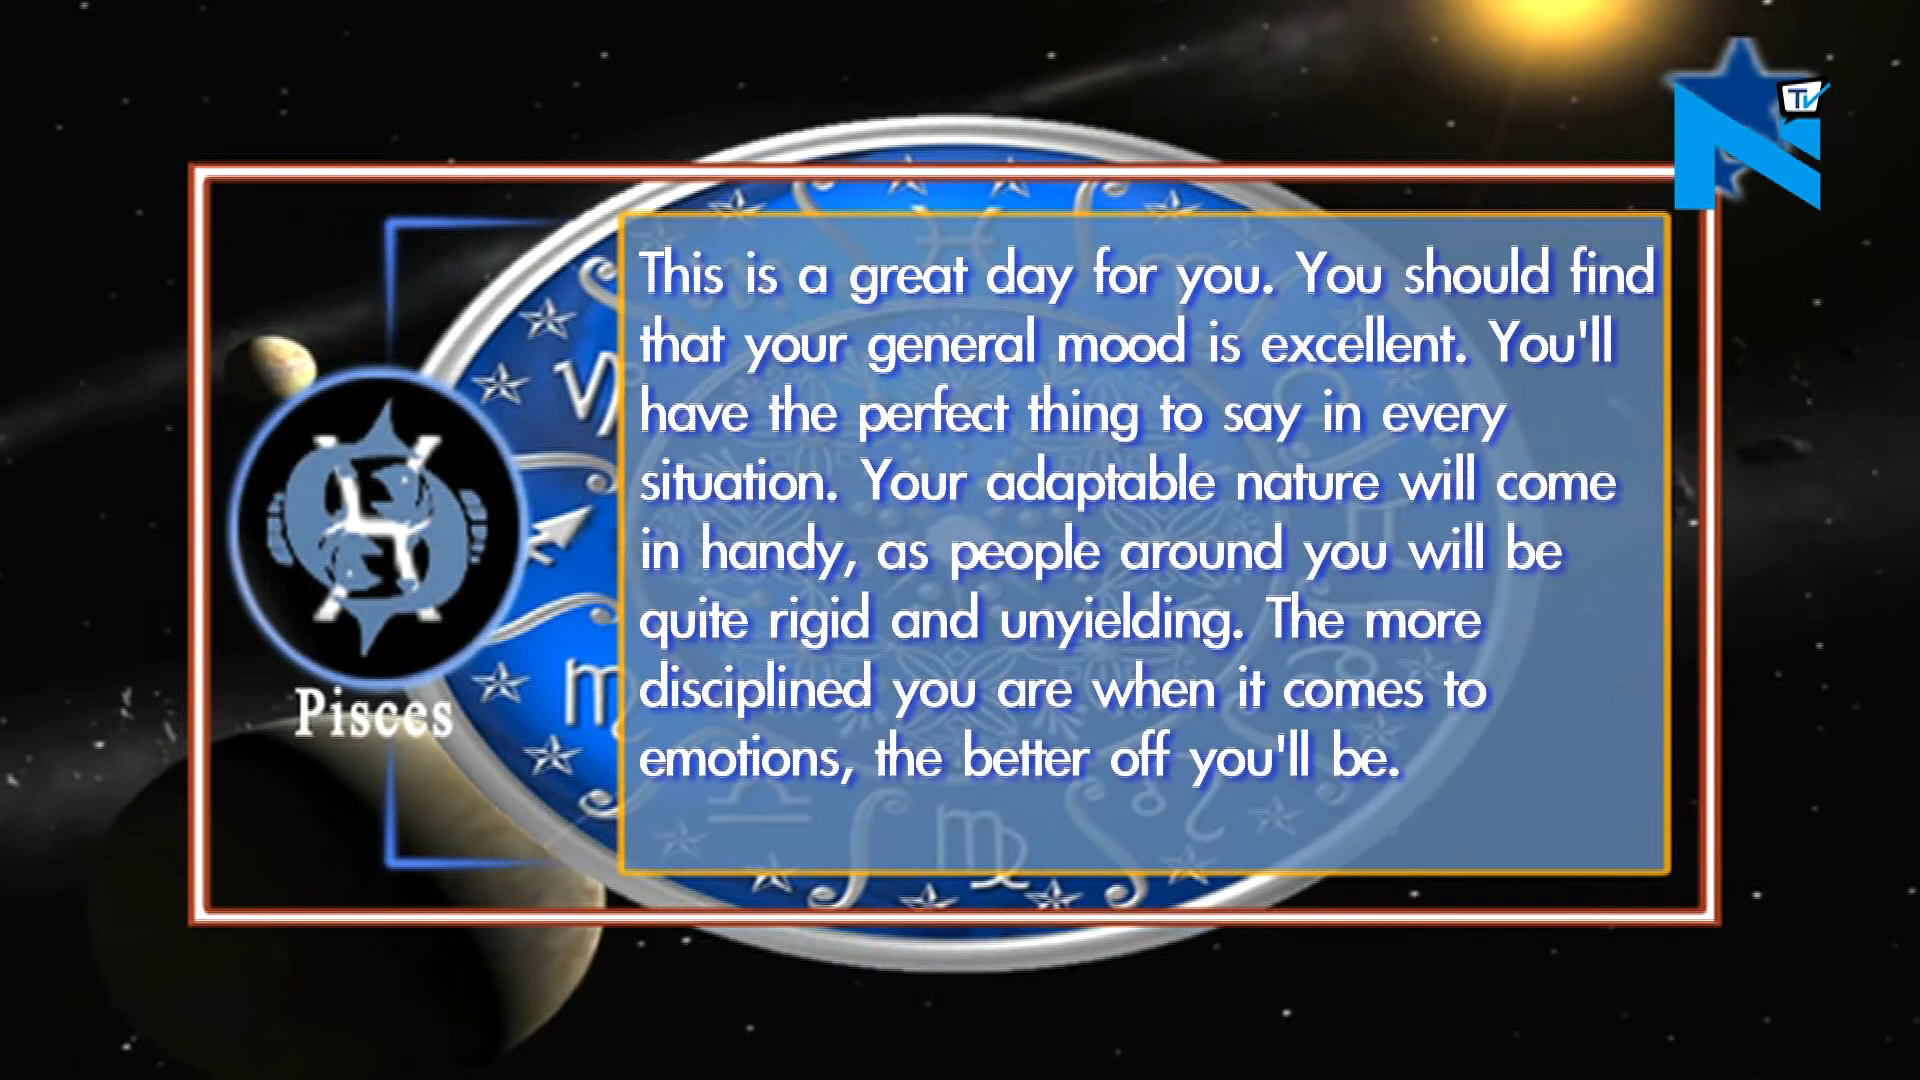 TV
This is a great day for you. You should find
that your general mood is excellent. You'll
have the perfect thing to say in every
situation. Your adaptable nature will come
in handy, as people around you will be
quite rigid and unyielding. The more
disciplined you are when it comes to
emotions, the better off you'll be.
Pisces